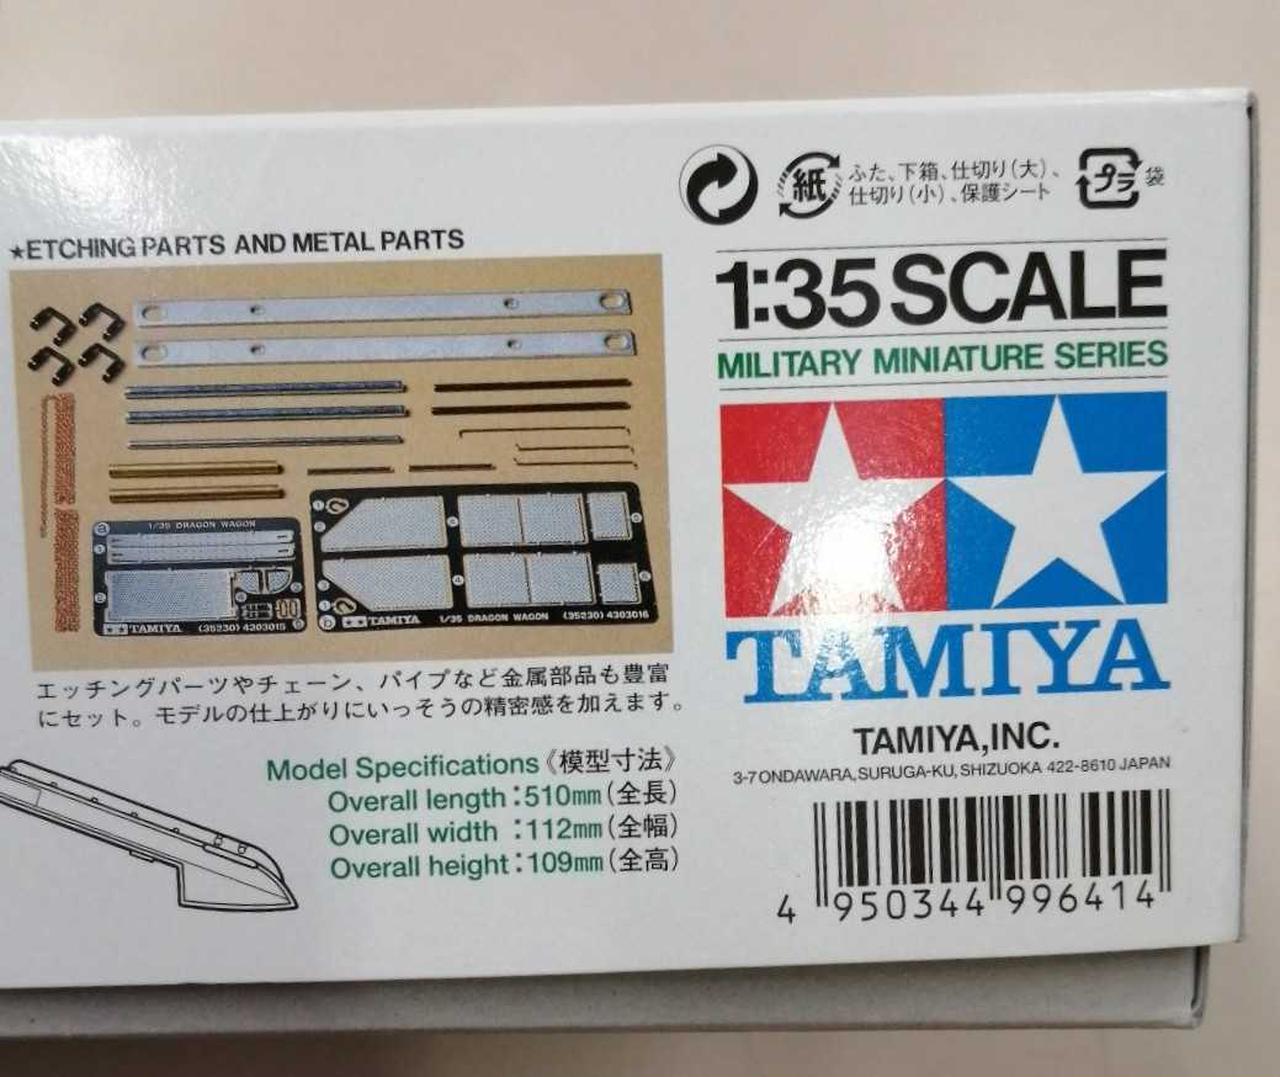 紙
ふた、下箱、仕切り(大)、
仕切り(小)、保護シート
プラ
袋
★ETCHING PARTS AND METAL PARTS
1:35 SCALE
MILITARY MINIATURE SERIES
1/35 DRAGON WAGON
TAMIYA (35230) 4303015
TAMIYA 1/35 DRAGON WAGON (35230) 4303016
TAMIYA
エッチングパーツやチェーン、パイプなど金属部品も豊富
にセット。モデルの仕上がりにいっそうの精密感を加えます。
TAMIYA,INC.
3-7 ONDAWARA, SURUGA-KU, SHIZUOKA 422-8610 JAPAN
Model Specifications《模型寸法》
Overall length:510mm(全長)
Overall width :112mm(全幅)
Overall height:109mm(全高)
4 950344 996414